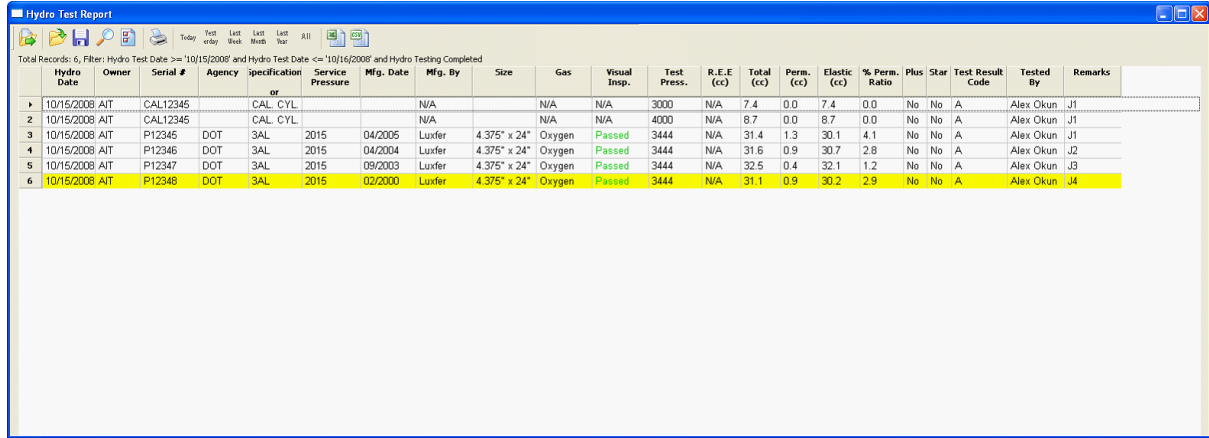 Hydro Test Report
Today Yest erday Last Week Last Month Last Year All CSV
Total Records: 6, Filter: Hydro Test Date >= '10/15/2008' and Hydro Test Date <= '10/16/2008' and Hydro Testing Completed
Hydro Date Owner Serial # Agency Specification or Service Pressure Mfg. Date Mfg. By Size Gas Visual Insp. Test Press. R.E.E (cc) Total (cc) Perm. (cc) Elastic (cc) % Perm. Ratio Plus Star Test Result Code Tested By Remarks
10/15/2008 AIT CAL12345 CAL. CYL. N/A N/A N/A 3000 N/A 7.4 0.0 7.4 0.0 No No A Alex Okun J1
2 10/15/2008 AIT CAL12345 CAL. CYL. N/A N/A N/A 4000 N/A 8.7 0.0 8.7 0.0 No No A Alex Okun J1
3 10/15/2008 AIT P12345 DOT 3AL 2015 04/2005 Luxfer 4.375" x 24" Oxygen Passed 3444 N/A 31.4 1.3 30.1 4.1 No No A Alex Okun J1
4 10/15/2008 AIT P12346 DOT 3AL 2015 04/2004 Luxfer 4.375" x 24" Oxygen Passed 3444 N/A 31.6 0.9 30.7 2.8 No No A Alex Okun J2
5 10/15/2008 AIT P12347 DOT 3AL 2015 09/2003 Luxfer 4.375" x 24" Oxygen Passed 3444 N/A 32.5 0.4 32.1 1.2 No No A Alex Okun J3
6 10/15/2008 AIT P12348 DOT 3AL 2015 02/2000 Luxfer 4.375" x 24" Oxygen Passed 3444 N/A 31.1 0.9 30.2 2.9 No No A Alex Okun J4